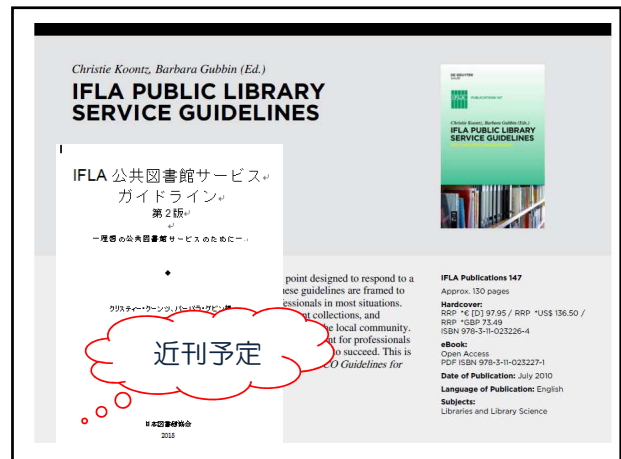 Christie Koontz, Barbara Gubbin (Ed.)
IFLA PUBLIC LIBRARY
SERVICE GUIDELINES
DE GRUYTER
Christie Koontz, Barbara Gubbin (Eds.)
IFLA PUBLIC LIBRARY
SERVICE GUIDELINES
IFLA 公共図書館サービス
ガイドライン
第2版
ー理想の公共図書館サービスのためにー
◆
クリスティー・クーンツ、バーバラ・グビン編
近刊予定
日本図書館協会
2016
point designed to respond to a
ese guidelines are framed to
essionals in most situations.
nt collections, and
he local community.
nt for professionals
to succeed. This is
CO Guidelines for
IFLA Publications 147
Approx. 130 pages
Hardcover:
RRP *€ [D] 97.95 / RRP *US$ 136.50 /
RRP *GBP 73.49
ISBN 978-3-11-023226-4
eBook:
Open Access
PDF ISBN 978-3-11-023227-1
Date of Publication: July 2010
Language of Publication: English
Subjects:
Libraries and Library Science